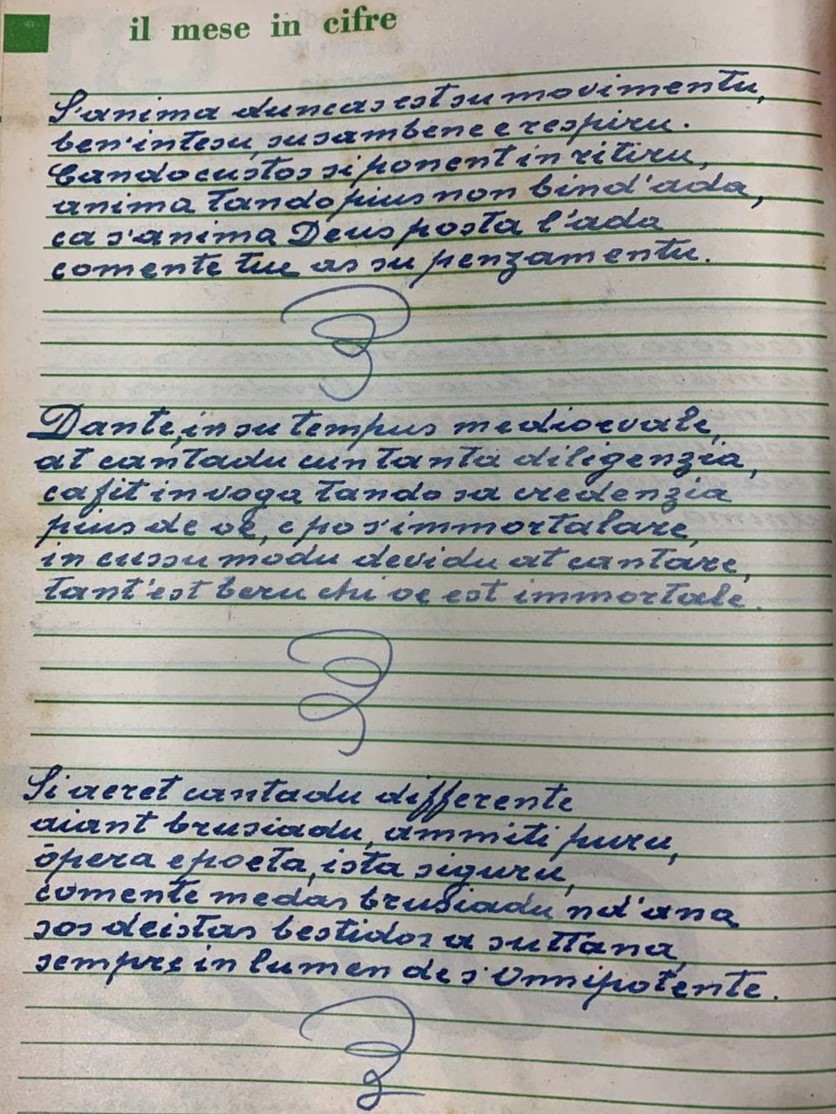 il mese in cifre
S'anima duncas est su movimentu,
ben'intesu, su sambene e respiru.
Cando custos si ponent in ritiru,
anima tando pius non bind'ada,
ca s'anima Deus posta l'ada
comente tue as su penzamentu.
Dante, in su tempus medioevale,
at cantadu cun tanta diligenzia,
ca fit in voga tando sa credenzia
pius de oe, e pos'immortalare,
in cussu modu devidu at cantare,
tant'est beru chi oe est immortale.
Si aeret cantadu differente
aiant brusiadu, ammiti puru,
òpera e poeta, ista siguru,
comente medas brusiadu nd'ana
sos deistas bestidos a suttana,
sempre in lumen de s'Onnipotente.